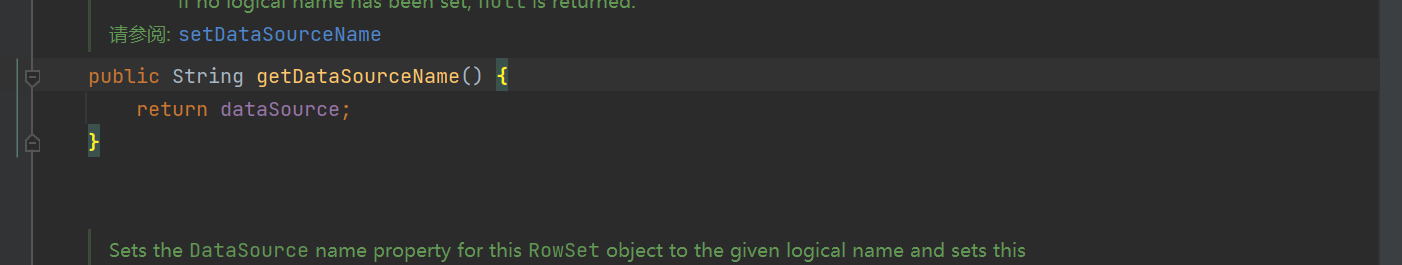 if no logical name has been set, null is returned.
请参阅: setDataSourceName
public String getDataSourceName() {
return dataSource;
}
Sets the DataSource name property for this RowSet object to the given logical name and sets this